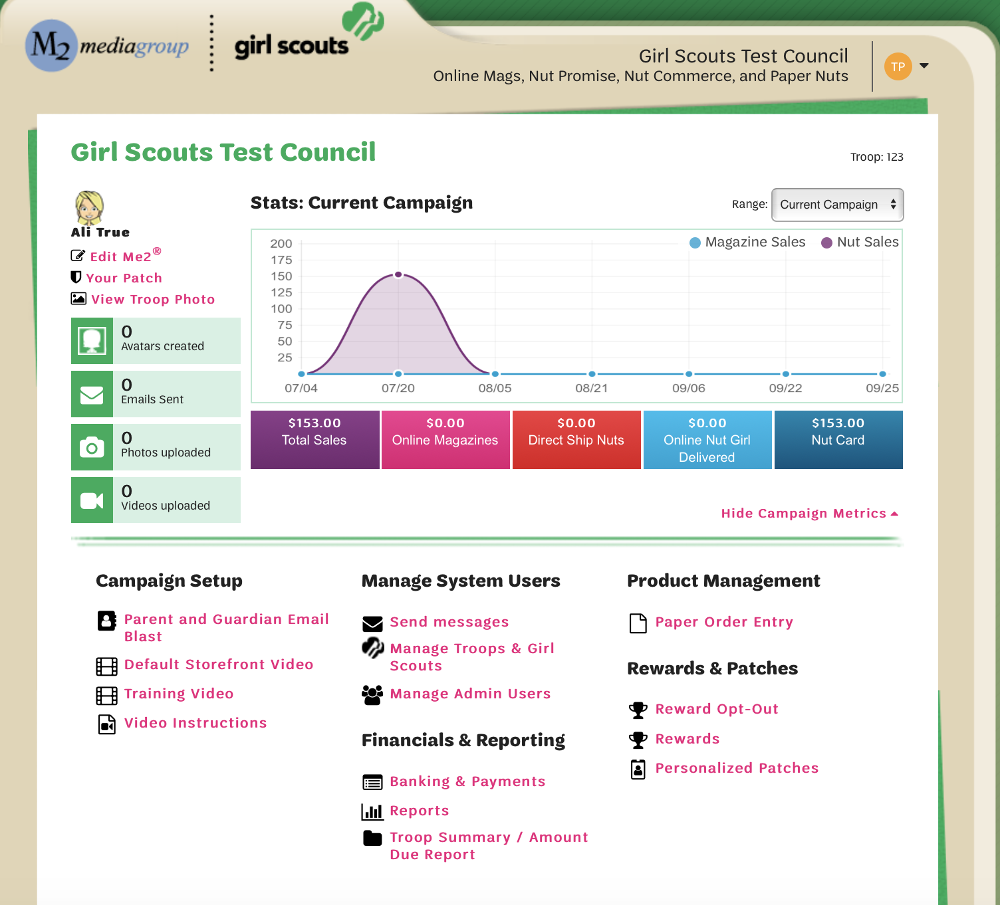 M2 mediagroup
girl scouts
Girl Scouts Test Council
Online Mags, Nut Promise, Nut Commerce, and Paper Nuts
TP
Girl Scouts Test Council
Troop: 123
Ali True
Edit Me2®
Your Patch
View Troop Photo
0
Avatars created
0
Emails Sent
0
Photos uploaded
0
Videos uploaded
Stats: Current Campaign
Range: Current Campaign
Magazine Sales Nut Sales
200
175
150
125
100
75
50
25
07/04 07/20 08/05 08/21 09/06 09/22 09/25
$153.00
Total Sales
$0.00
Online Magazines
$0.00
Direct Ship Nuts
$0.00
Online Nut Girl
Delivered
$153.00
Nut Card
Hide Campaign Metrics
Campaign Setup
Parent and Guardian Email
Blast
Default Storefront Video
Training Video
Video Instructions
Manage System Users
Send messages
Manage Troops & Girl
Scouts
Manage Admin Users
Financials & Reporting
Banking & Payments
Reports
Troop Summary / Amount
Due Report
Product Management
Paper Order Entry
Rewards & Patches
Reward Opt-Out
Rewards
Personalized Patches